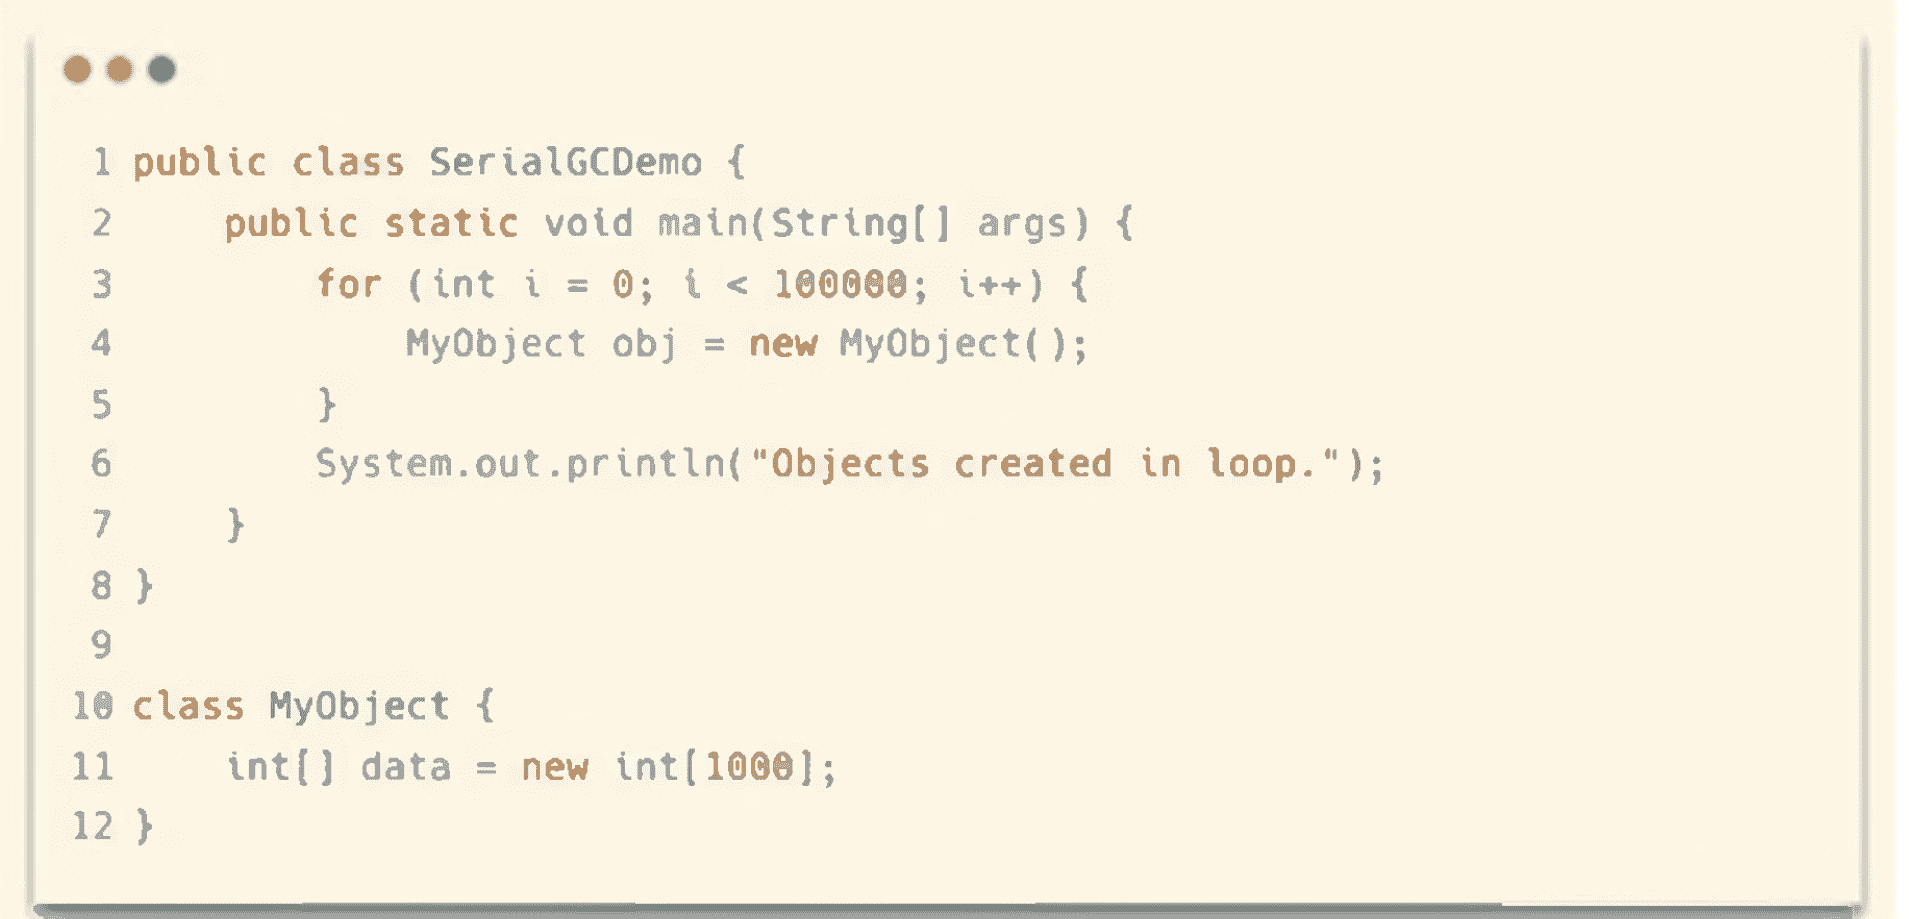 1 public class SerialGCDemo {
2     public static void main(String[] args) {
3         for (int i = 0; i < 100000; i++) {
4             MyObject obj = new MyObject();
5         }
6         System.out.println("Objects created in loop.");
7     }
8 }
9
10 class MyObject {
11     int[] data = new int[1000];
12 }